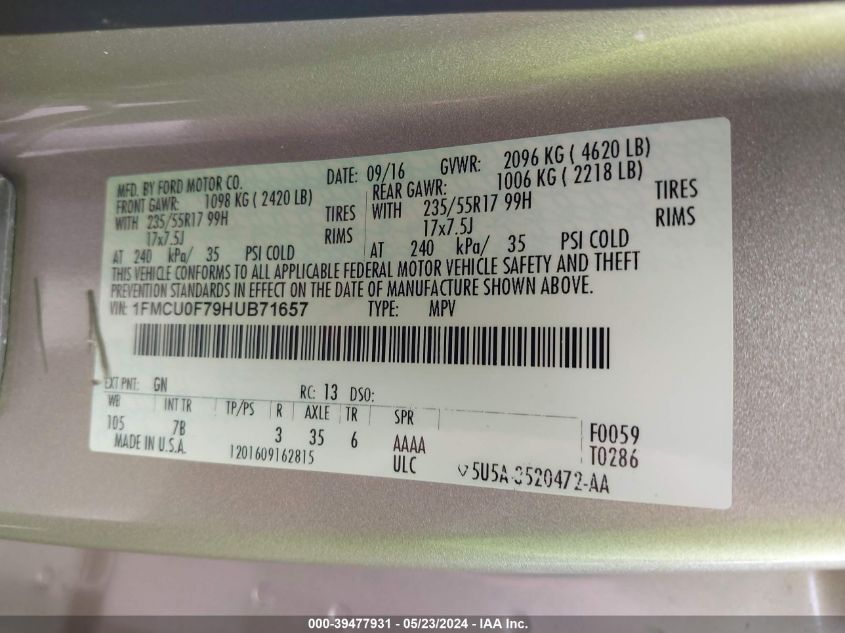 MFD. BY FORD MOTOR CO.
DATE: 09/16 GVWR: 2096 KG ( 4620 LB)
FRONT GAWR: 1098 KG ( 2420 LB) REAR GAWR: 1006 KG ( 2218 LB)
WITH 235/55R17 99H TIRES WITH 235/55R17 99H TIRES
17x7.5J RIMS 17x7.5J RIMS
AT 240 kPa/ 35 PSI COLD AT 240 kPa/ 35 PSI COLD
THIS VEHICLE CONFORMS TO ALL APPLICABLE FEDERAL MOTOR VEHICLE SAFETY AND THEFT
PREVENTION STANDARDS IN EFFECT ON THE DATE OF MANUFACTURE SHOWN ABOVE.
VIN: 1FMCU0F79HUB71657 TYPE: MPV
EXT PNT: GN RC: 13 DSO:
WB INT TR TP/PS R AXLE TR SPR
105 7B 3 35 6 AAAA F0059
MADE IN U.S.A. 1201609162815 ULC T0286
5U5A-3520472-AA
000-39477931 - 05/23/2024 - IAA Inc.